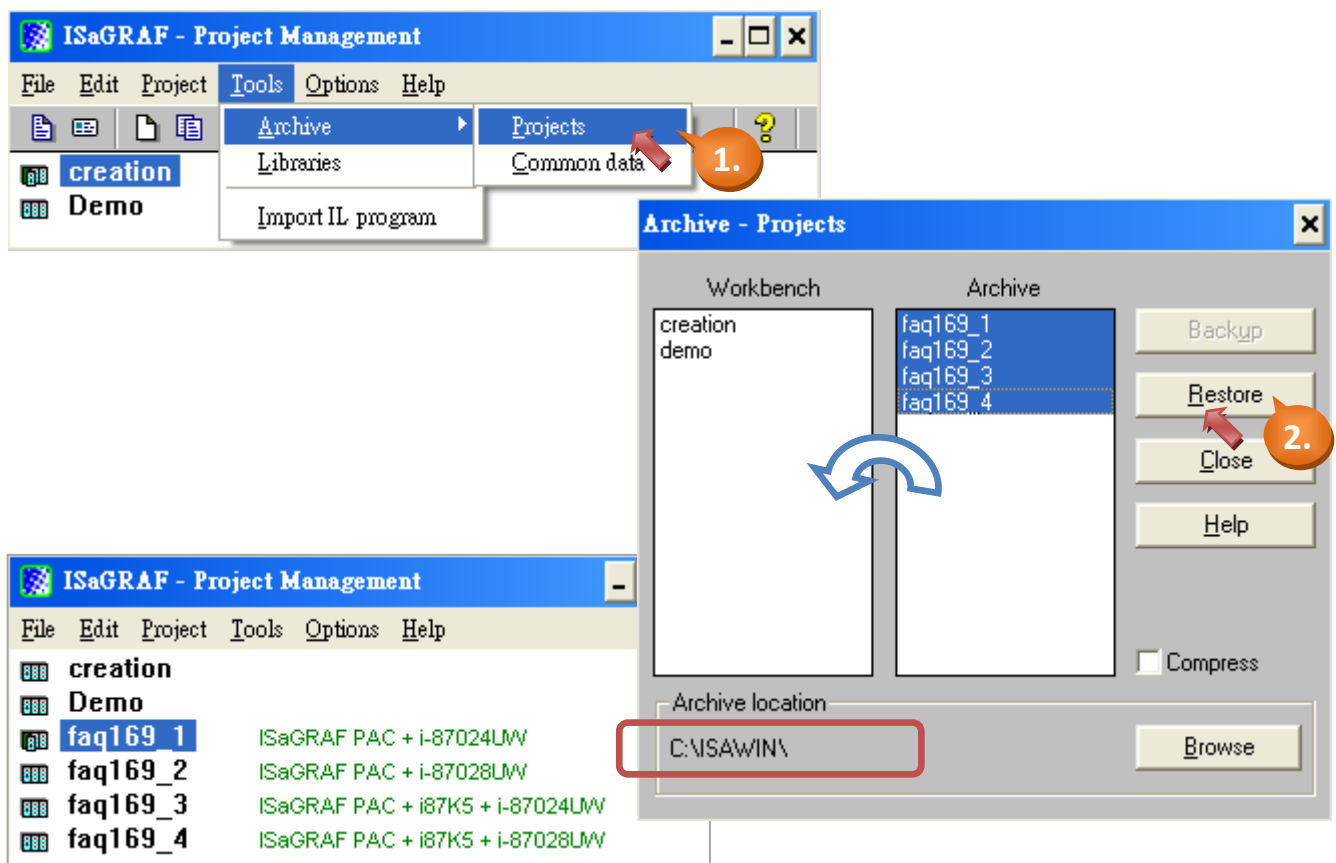 ISaGRAF - Project Management
File Edit Project Tools Options Help
Archive
Projects
1.
Libraries
Common data
Import IL program
creation
Demo
Archive - Projects
Workbench
Archive
creation
demo
faq169_1
faq169_2
faq169_3
faq169_4
Backup
Restore
2.
Close
Help
Compress
Archive location
C:\ISAWIN\
Browse
ISaGRAF - Project Management
File Edit Project Tools Options Help
creation
Demo
faq169_1 ISaGRAF PAC + i-87024UW
faq169_2 ISaGRAF PAC + i-87028UW
faq169_3 ISaGRAF PAC + i87K5 + i-87024UW
faq169_4 ISaGRAF PAC + i87K5 + i-87028UW